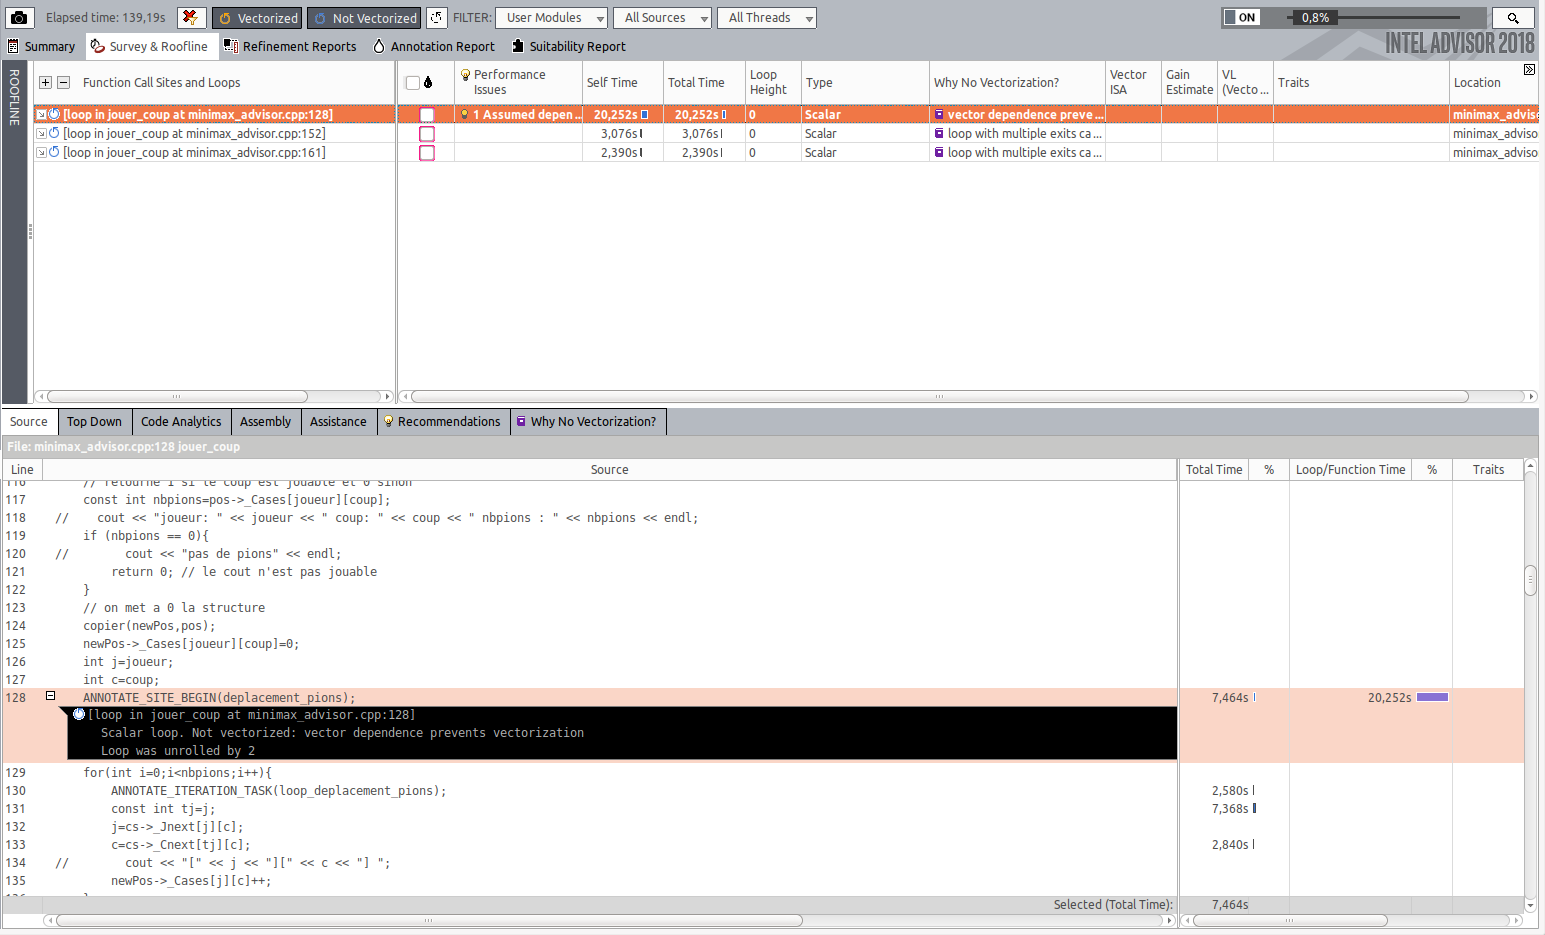 Elapsed time: 139,19s Vectorized Not Vectorized FILTER: User Modules All Sources All Threads ON 0,8%
Summary Survey & Roofline Refinement Reports Annotation Report Suitability Report INTEL ADVISOR 2018
ROOFLINE
+ − Function Call Sites and Loops Performance Issues Self Time Total Time Loop Height Type Why No Vectorization? Vector ISA Gain Estimate VL (Vecto ... Traits Location
[loop in jouer_coup at minimax_advisor.cpp:128] 1 Assumed depen ... 20,252s 20,252s 0 Scalar vector dependence preve ... minimax_advise
[loop in jouer_coup at minimax_advisor.cpp:152] 3,076s 3,076s 0 Scalar loop with multiple exits ca ... minimax_adviso
[loop in jouer_coup at minimax_advisor.cpp:161] 2,390s 2,390s 0 Scalar loop with multiple exits ca ... minimax_adviso
Source Top Down Code Analytics Assembly Assistance Recommendations Why No Vectorization?
File: minimax_advisor.cpp:128 jouer_coup
Line Source Total Time % Loop/Function Time % Traits
116 // retourne 1 si le coup est jouable et 0 sinon
117 const int nbpions=pos->_Cases[joueur][coup];
118 // cout << "joueur: " << joueur << " coup: " << coup << " nbpions : " << nbpions << endl;
119 if (nbpions == 0){
120 // cout << "pas de pions" << endl;
121 return 0; // le cout n'est pas jouable
122 }
123 // on met a 0 la structure
124 copier(newPos,pos);
125 newPos->_Cases[joueur][coup]=0;
126 int j=joueur;
127 int c=coup;
128 ANNOTATE_SITE_BEGIN(deplacement_pions); 7,464s 20,252s
[loop in jouer_coup at minimax_advisor.cpp:128]
Scalar loop. Not vectorized: vector dependence prevents vectorization
Loop was unrolled by 2
129 for(int i=0;i<nbpions;i++){
130 ANNOTATE_ITERATION_TASK(loop_deplacement_pions); 2,580s
131 const int tj=j; 7,368s
132 j=cs->_Jnext[j][c];
133 c=cs->_Cnext[tj][c]; 2,840s
134 // cout << "[" << j << "][" << c << "] ";
135 newPos->_Cases[j][c]++;
Selected (Total Time): 7,464s